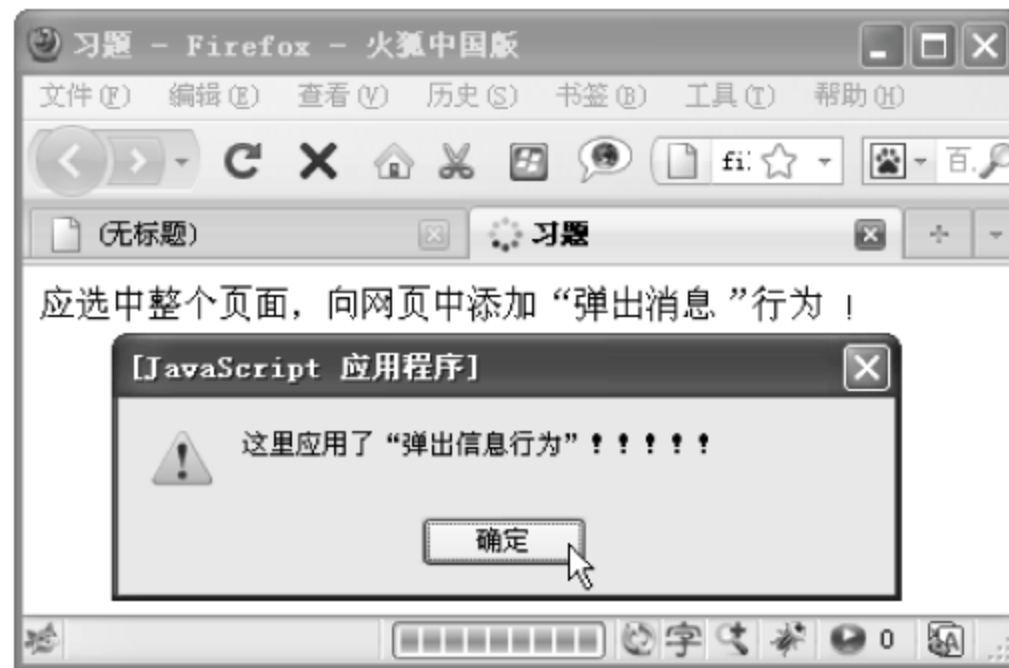 习题 - Firefox - 火狐中国版
文件(F) 编辑(E) 查看(V) 历史(S) 书签(B) 工具(T) 帮助(H)
fi 百
(无标题) 习题
应选中整个页面，向网页中添加“弹出消息”行为！
[JavaScript 应用程序]
这里应用了“弹出信息行为”！！！！！
确定
字 0 A